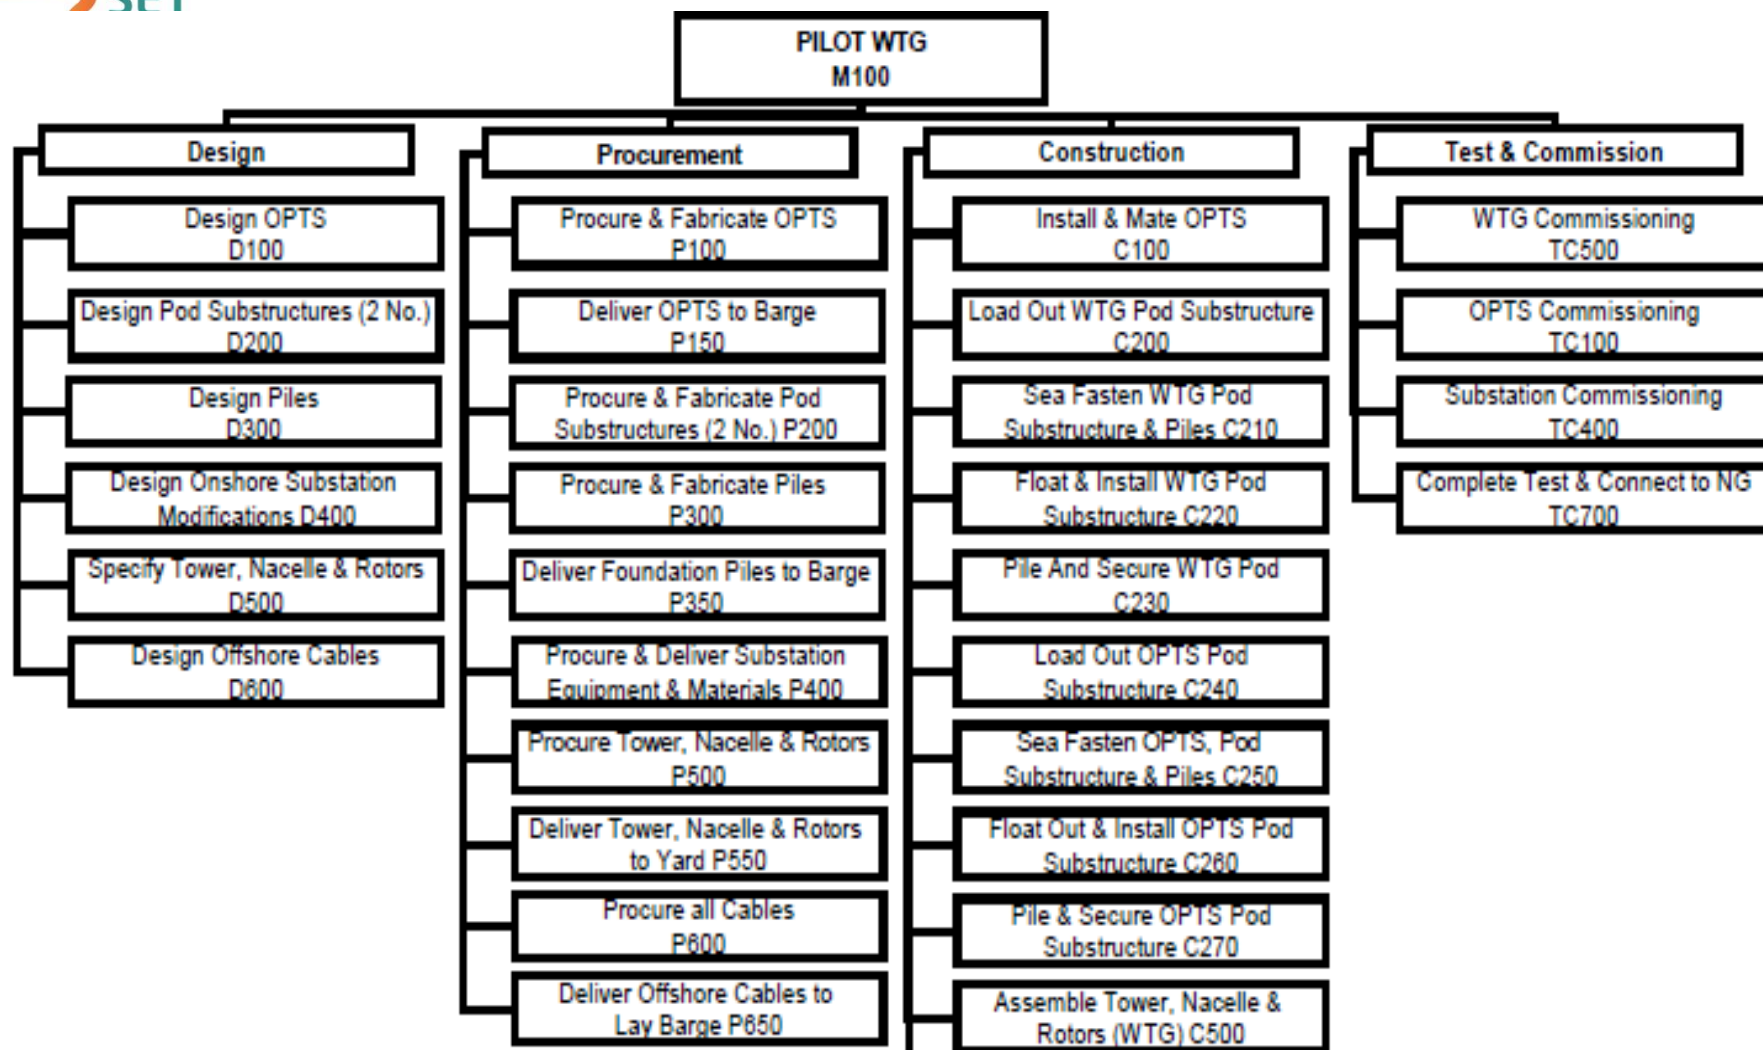 SET
PILOT WTG
M100
Design
Design OPTS
D100
Design Pod Substructures (2 No.)
D200
Design Piles
D300
Design Onshore Substation
Modifications D400
Specify Tower, Nacelle & Rotors
D500
Design Offshore Cables
D600
Procurement
Procure & Fabricate OPTS
P100
Deliver OPTS to Barge
P150
Procure & Fabricate Pod
Substructures (2 No.) P200
Procure & Fabricate Piles
P300
Deliver Foundation Piles to Barge
P350
Procure & Deliver Substation
Equipment & Materials P400
Procure Tower, Nacelle & Rotors
P500
Deliver Tower, Nacelle & Rotors
to Yard P550
Procure all Cables
P600
Deliver Offshore Cables to
Lay Barge P650
Construction
Install & Mate OPTS
C100
Load Out WTG Pod Substructure
C200
Sea Fasten WTG Pod
Substructure & Piles C210
Float & Install WTG Pod
Substructure C220
Pile And Secure WTG Pod
C230
Load Out OPTS Pod
Substructure C240
Sea Fasten OPTS, Pod
Substructure & Piles C250
Float Out & Install OPTS Pod
Substructure C260
Pile & Secure OPTS Pod
Substructure C270
Assemble Tower, Nacelle &
Rotors (WTG) C500
Test & Commission
WTG Commissioning
TC500
OPTS Commissioning
TC100
Substation Commissioning
TC400
Complete Test & Connect to NG
TC700